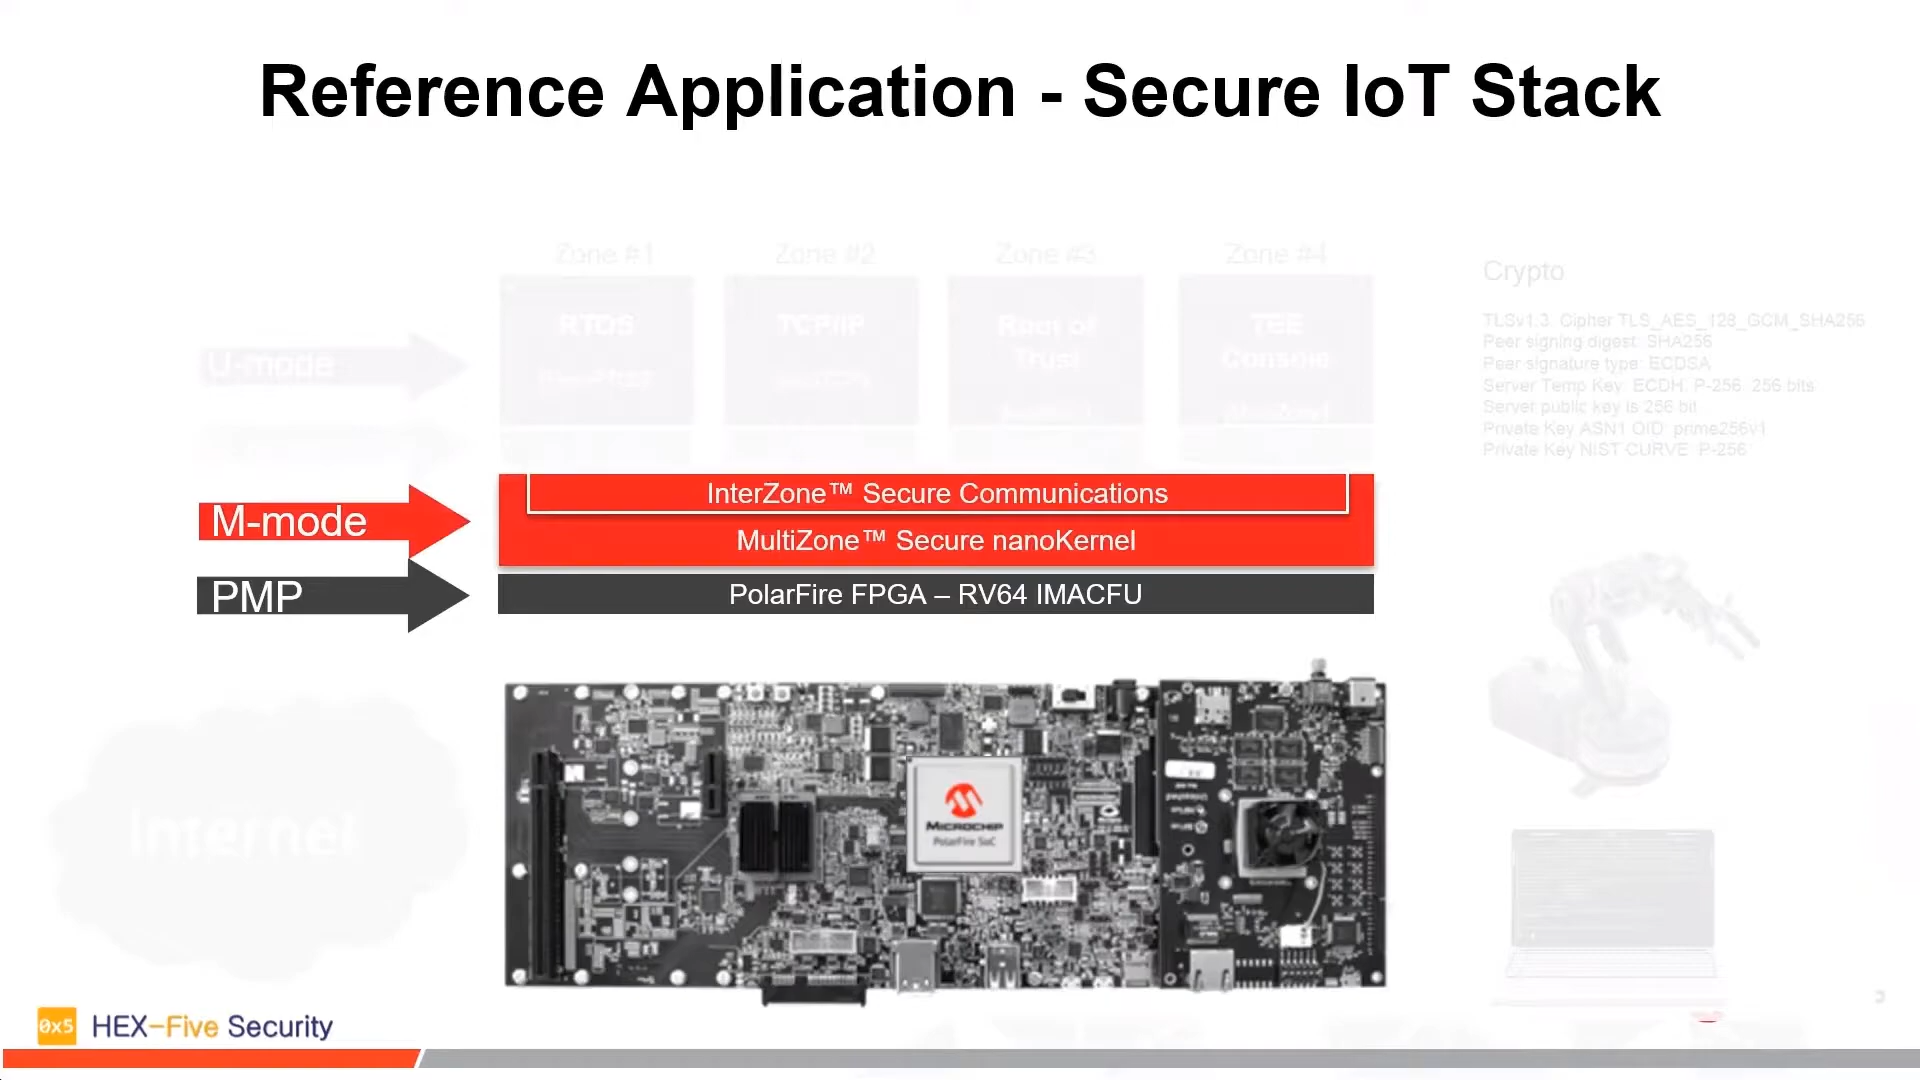 Reference Application - Secure IoT Stack
Zone #1
Zone #2
Zone #3
Zone #4
RTOS
TCP/IP
Root of
Trust
TEE
Console
U-mode
Crypto
TLSv1.3, Cipher TLS_AES_128_GCM_SHA256
Peer signing digest: SHA256
Peer signature type: ECDSA
Server Temp Key: ECDH, P-256, 256 bits
Server public key is 256 bit
Private Key ASN1 OID: prime256v1
Private Key NIST CURVE: P-256
M-mode
InterZone™ Secure Communications
MultiZone™ Secure nanoKernel
PMP
PolarFire FPGA – RV64 IMACFU
Internet
MICROCHIP
PolarFire SoC
0x5 HEX-Five Security